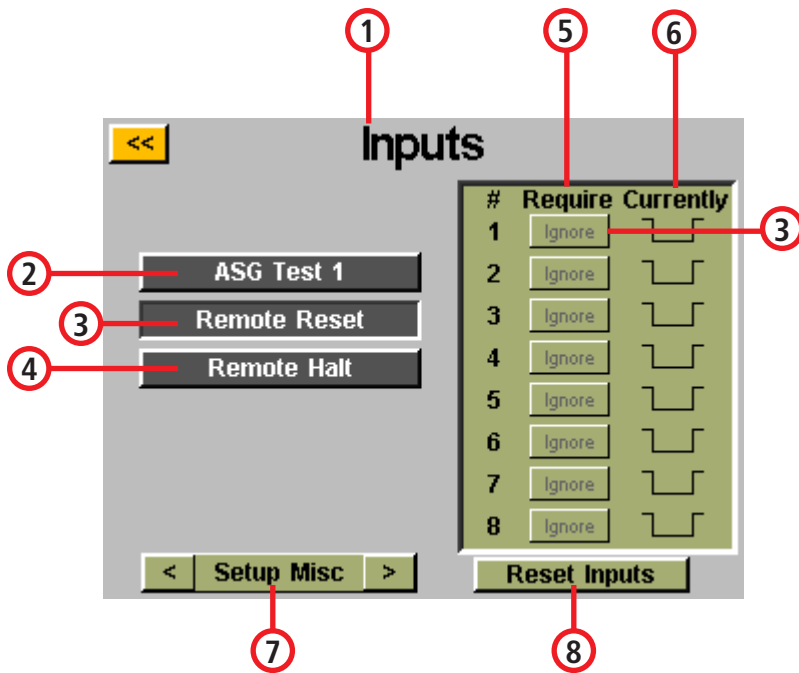 1 5 6
<< Inputs
# Require Currently
1 Ignore 3
2 ASG Test 1
2 Ignore
3 Remote Reset
3 Ignore
4 Remote Halt
4 Ignore
5 Ignore
6 Ignore
7 Ignore
8 Ignore
< Setup Misc >
Reset Inputs
7 8